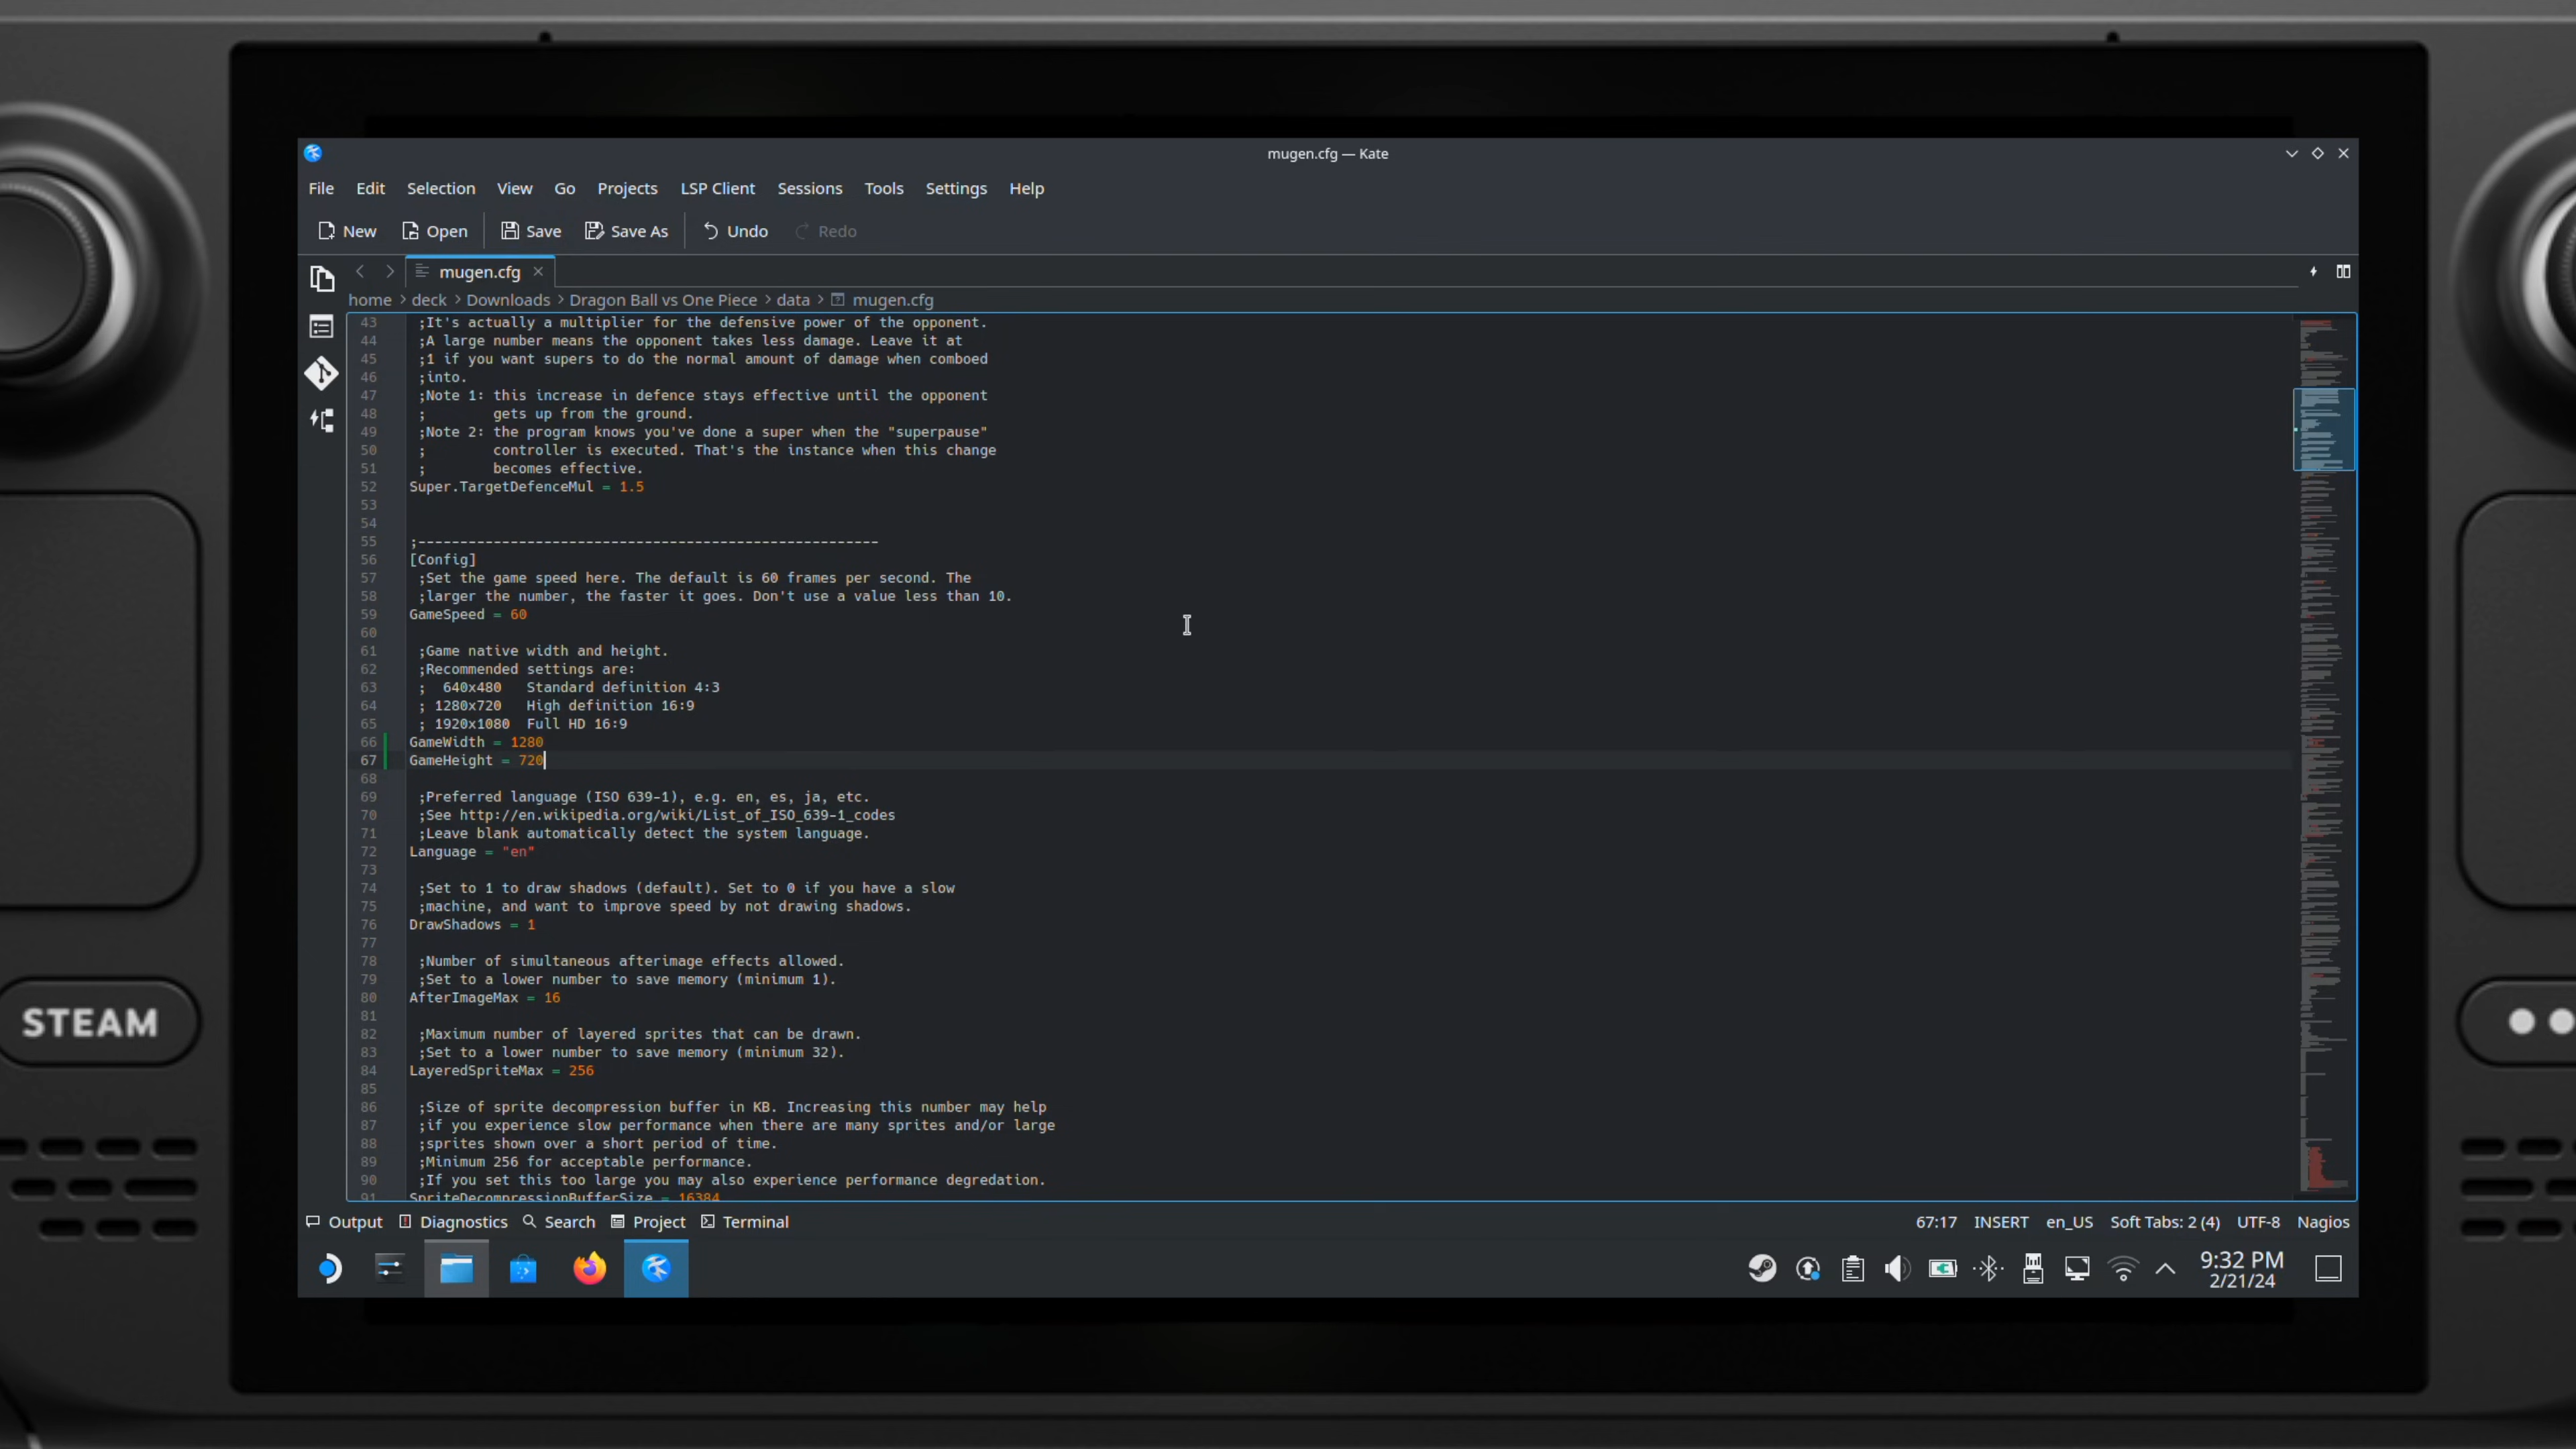 mugen.cfg — Kate
File Edit Selection View Go Projects LSP Client Sessions Tools Settings Help
New Open Save Save As Undo Redo
mugen.cfg
home > deck > Downloads > Dragon Ball vs One Piece > data > mugen.cfg
43 ;It's actually a multiplier for the defensive power of the opponent.
44 ;A large number means the opponent takes less damage. Leave it at
45 ;1 if you want supers to do the normal amount of damage when comboed
46 ;into.
47 ;Note 1: this increase in defence stays effective until the opponent
48 ; gets up from the ground.
49 ;Note 2: the program knows you've done a super when the "superpause"
50 ; controller is executed. That's the instance when this change
51 ; becomes effective.
52 Super.TargetDefenceMul = 1.5
53
54
55 ;-------------------------------------------------------
56 [Config]
57 ;Set the game speed here. The default is 60 frames per second. The
58 ;larger the number, the faster it goes. Don't use a value less than 10.
59 GameSpeed = 60
60
61 ;Game native width and height.
62 ;Recommended settings are:
63 ; 640x480 Standard definition 4:3
64 ; 1280x720 High definition 16:9
65 ; 1920x1080 Full HD 16:9
66 GameWidth = 1280
67 GameHeight = 720
68
69 ;Preferred language (ISO 639-1), e.g. en, es, ja, etc.
70 ;See http://en.wikipedia.org/wiki/List_of_ISO_639-1_codes
71 ;Leave blank automatically detect the system language.
72 Language = "en"
73
74 ;Set to 1 to draw shadows (default). Set to 0 if you have a slow
75 ;machine, and want to improve speed by not drawing shadows.
76 DrawShadows = 1
77
78 ;Number of simultaneous afterimage effects allowed.
79 ;Set to a lower number to save memory (minimum 1).
80 AfterImageMax = 16
81
82 ;Maximum number of layered sprites that can be drawn.
83 ;Set to a lower number to save memory (minimum 32).
84 LayeredSpriteMax = 256
85
86 ;Size of sprite decompression buffer in KB. Increasing this number may help
87 ;if you experience slow performance when there are many sprites and/or large
88 ;sprites shown over a short period of time.
89 ;Minimum 256 for acceptable performance.
90 ;If you set this too large you may also experience performance degredation.
91 SpriteDecompressionBufferSize = 16384
Output Diagnostics Search Project Terminal 67:17 INSERT en_US Soft Tabs: 2 (4) UTF-8 Nagios
9:32 PM
2/21/24
STEAM